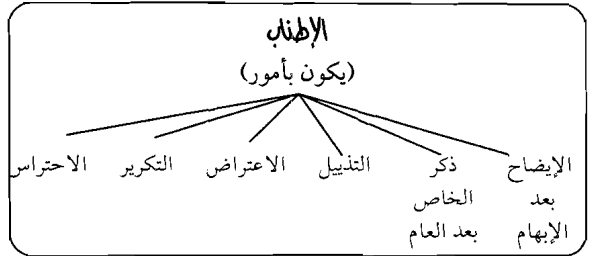 الإطناب
(يكون بأمور)
الإيضاح ذكر التذييل الاعتراض التكرير الاحتراس
بعد الخاص
الإبهام بعد العام